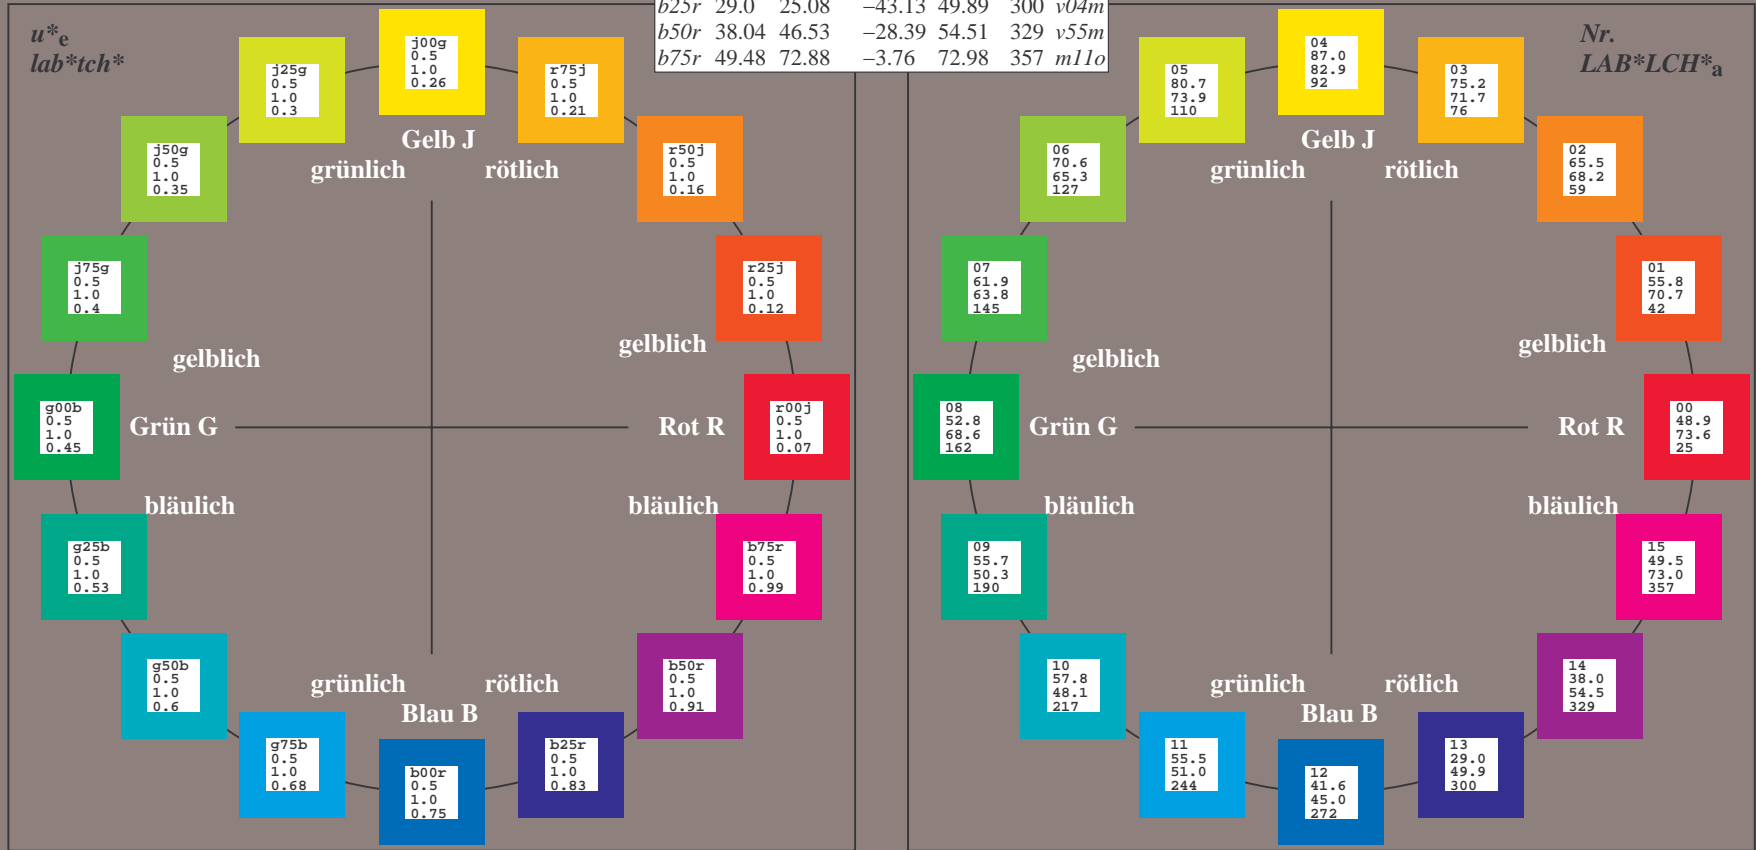 b25r 29.0 25.08 −43.13 49.89 300 v04m
b50r 38.04 46.53 −28.39 54.51 329 v55m
b75r 49.48 72.88 −3.76 72.98 357 m11o
u*e
lab*tch*
j00g
0.5
1.0
0.26
j25g
0.5
1.0
0.3
r75j
0.5
1.0
0.21
j50g
0.5
1.0
0.35
r50j
0.5
1.0
0.16
Gelb J
grünlich rötlich
j75g
0.5
1.0
0.4
r25j
0.5
1.0
0.12
gelblich
gelblich
g00b
0.5
1.0
0.45
Grün G
Rot R
r00j
0.5
1.0
0.07
bläulich
bläulich
g25b
0.5
1.0
0.53
b75r
0.5
1.0
0.99
g50b
0.5
1.0
0.6
b50r
0.5
1.0
0.91
grünlich rötlich
Blau B
g75b
0.5
1.0
0.68
b00r
0.5
1.0
0.75
b25r
0.5
1.0
0.83
Nr.
LAB*LCH*a
04
87.0
82.9
92
05
80.7
73.9
110
03
75.2
71.7
76
06
70.6
65.3
127
02
65.5
68.2
59
Gelb J
grünlich rötlich
07
61.9
63.8
145
01
55.8
70.7
42
gelblich
gelblich
08
52.8
68.6
162
Grün G
Rot R
00
48.9
73.6
25
bläulich
bläulich
09
55.7
50.3
190
15
49.5
73.0
357
10
57.8
48.1
217
14
38.0
54.5
329
grünlich rötlich
Blau B
11
55.5
51.0
244
12
41.6
45.0
272
13
29.0
49.9
300